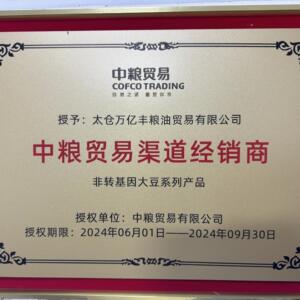 中粮贸易
COFCO TRADING
授予：太仓万亿丰粮油贸易有限公司
中粮贸易渠道经销商
非转基因大豆系列产品
授权单位：中粮贸易有限公司
授权期限：2024年06月01日——2024年09月30日